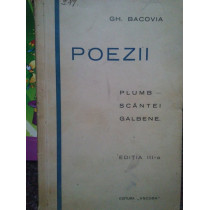 GH. BACOVIA
POEZII
PLUMB –
SCÂNTEI
GALBENE
EDIŢIA III-a